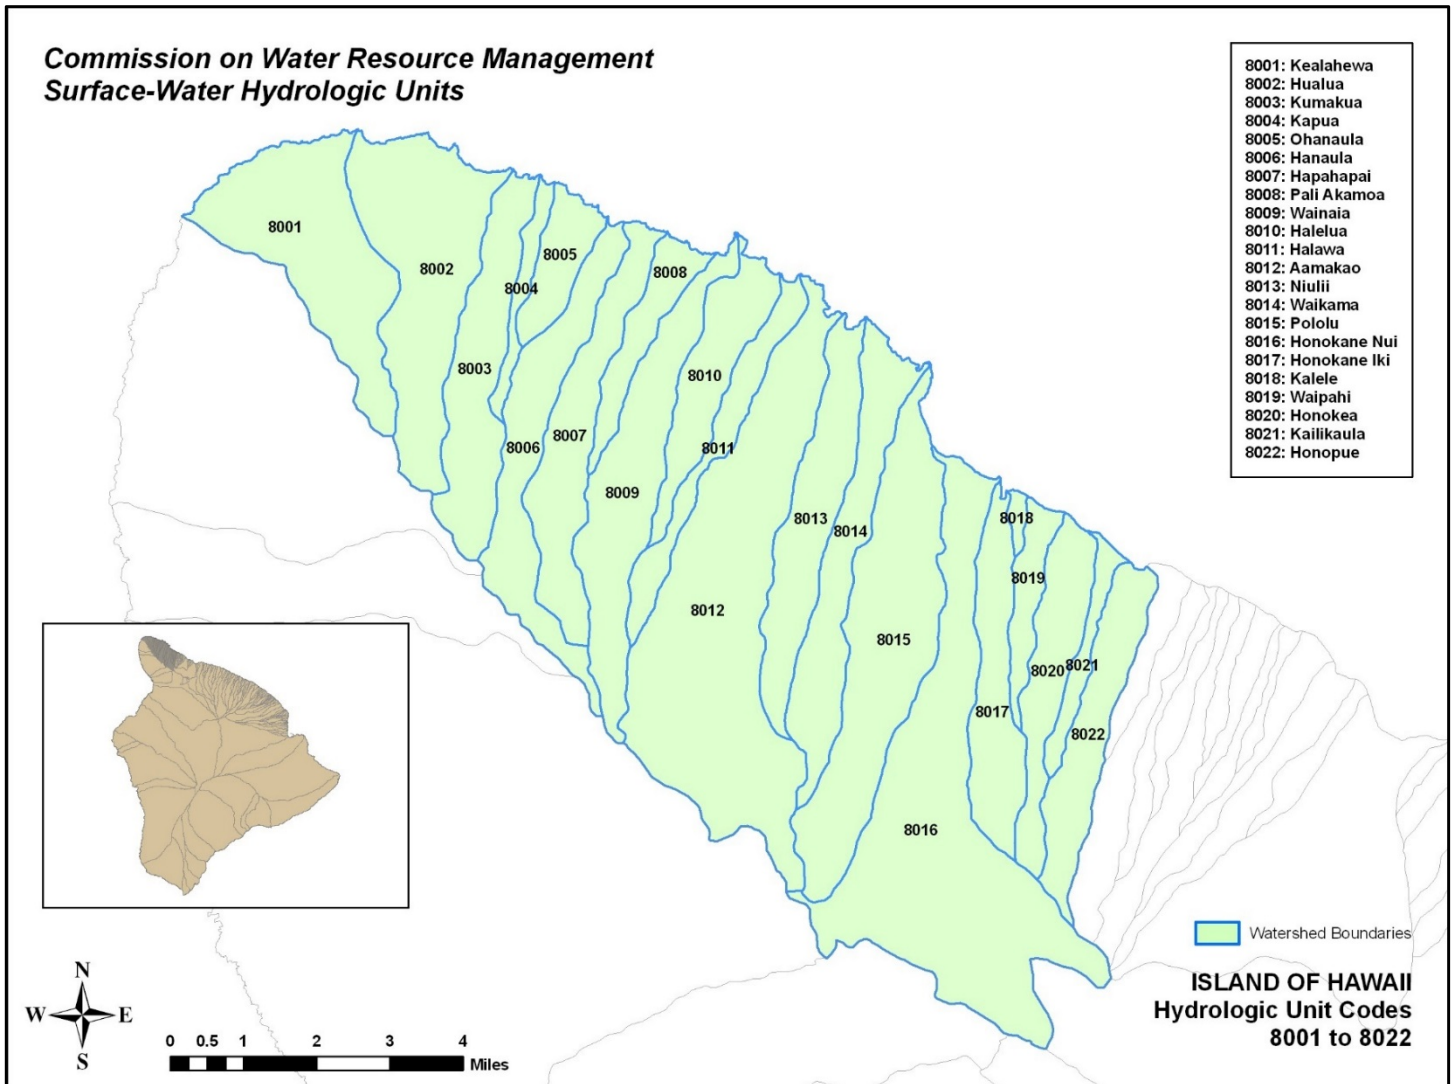 Commission on Water Resource Management
Surface-Water Hydrologic Units
8001: Kealahewa
8002: Hualua
8003: Kumakua
8004: Kapua
8005: Ohanaula
8006: Hanaula
8007: Hapahapai
8008: Pali Akamoa
8009: Wainaia
8010: Halelua
8011: Halawa
8012: Aamakao
8013: Niulii
8014: Waikama
8015: Pololu
8016: Honokane Nui
8017: Honokane Iki
8018: Kalele
8019: Waipahi
8020: Honokea
8021: Kailikaula
8022: Honopue
8001
8002
8003
8004
8005
8006
8007
8008
8009
8010
8011
8012
8013
8014
8015
8016
8017
8018
8019
8020
8021
8022
Watershed Boundaries
ISLAND OF HAWAII
Hydrologic Unit Codes
8001 to 8022
N
W E
S
0 0.5 1 2 3 4
Miles